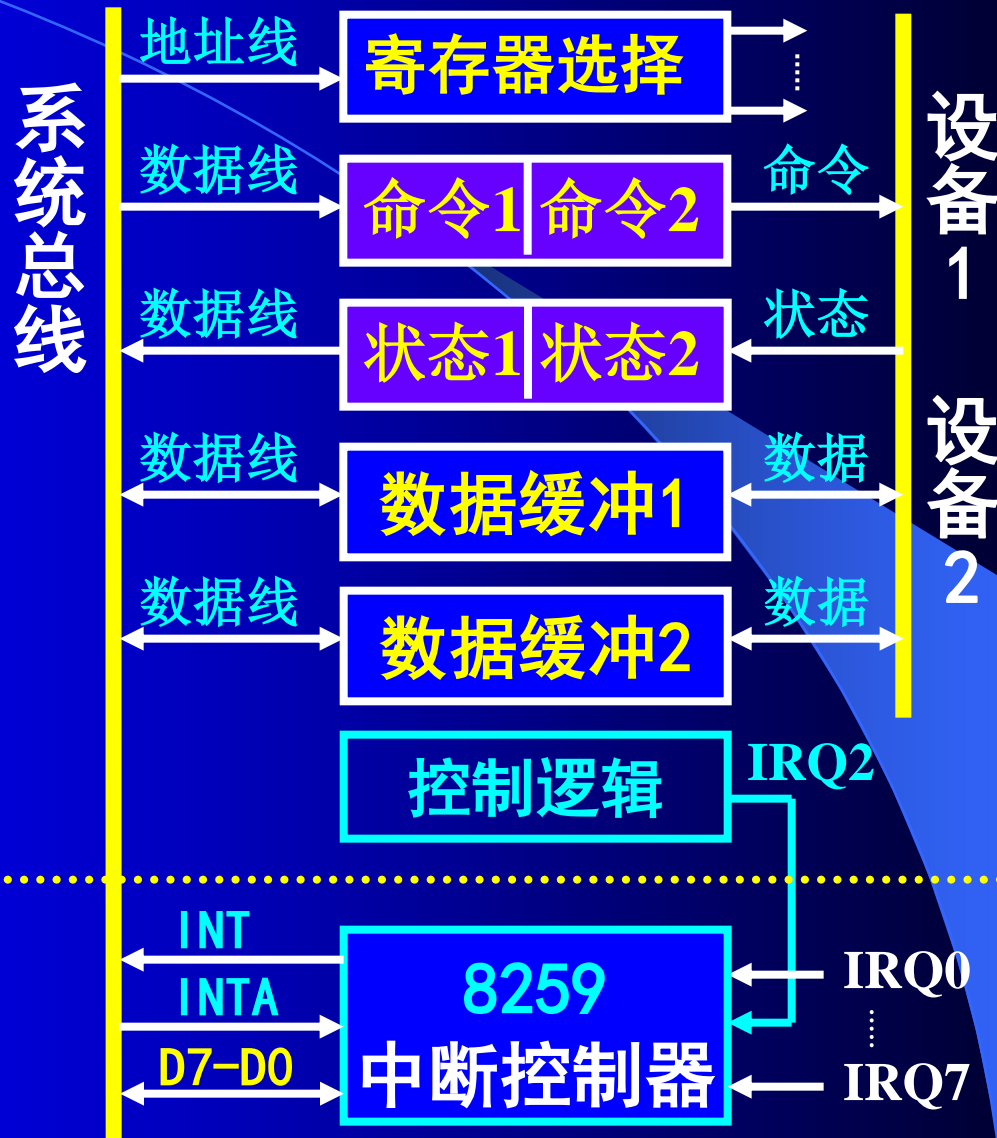 系统总线
地址线
寄存器选择
设备1
数据线
命令1 命令2
命令
数据线
状态1 状态2
状态
数据线
数据缓冲1
数据
设备2
数据线
数据缓冲2
数据
控制逻辑
IRQ2
INT
INTA
D7-D0
8259
中断控制器
IRQ0
IRQ7